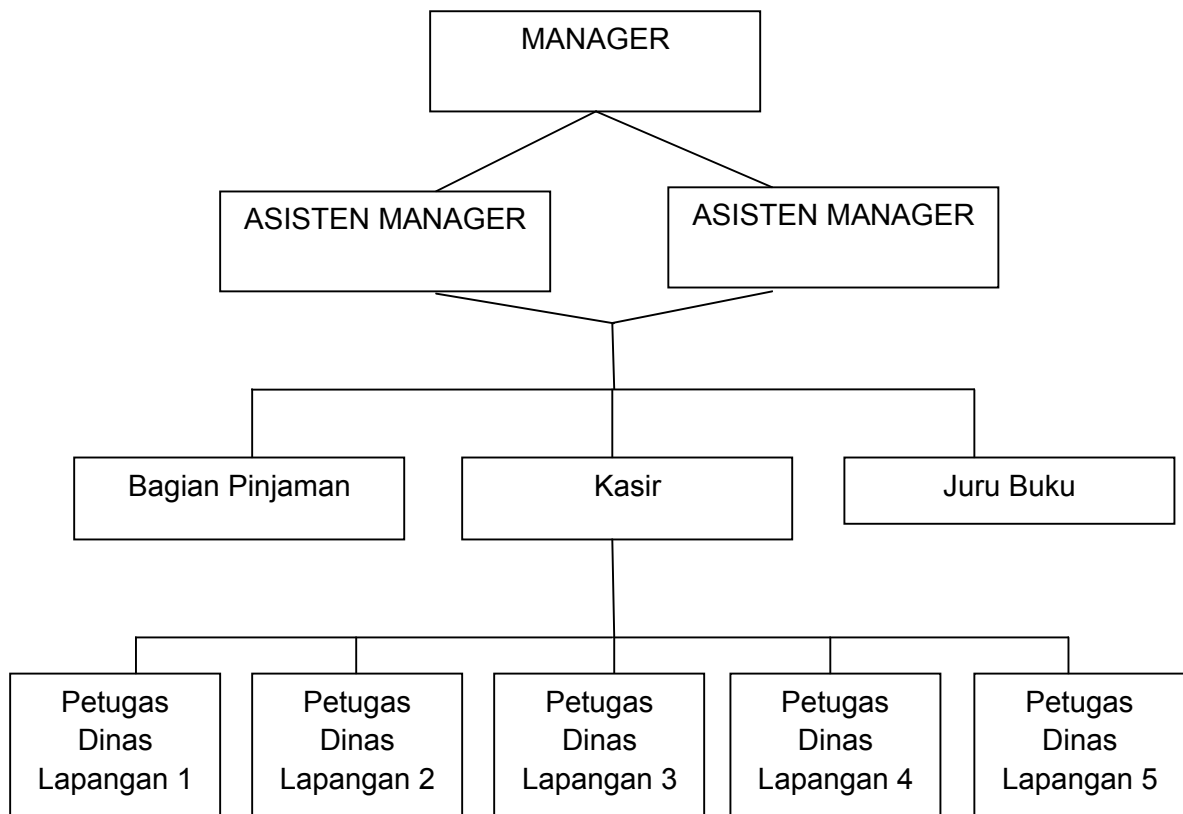 MANAGER
ASISTEN MANAGER
ASISTEN MANAGER
Bagian Pinjaman
Kasir
Juru Buku
Petugas
Dinas
Lapangan 1
Petugas
Dinas
Lapangan 2
Petugas
Dinas
Lapangan 3
Petugas
Dinas
Lapangan 4
Petugas
Dinas
Lapangan 5